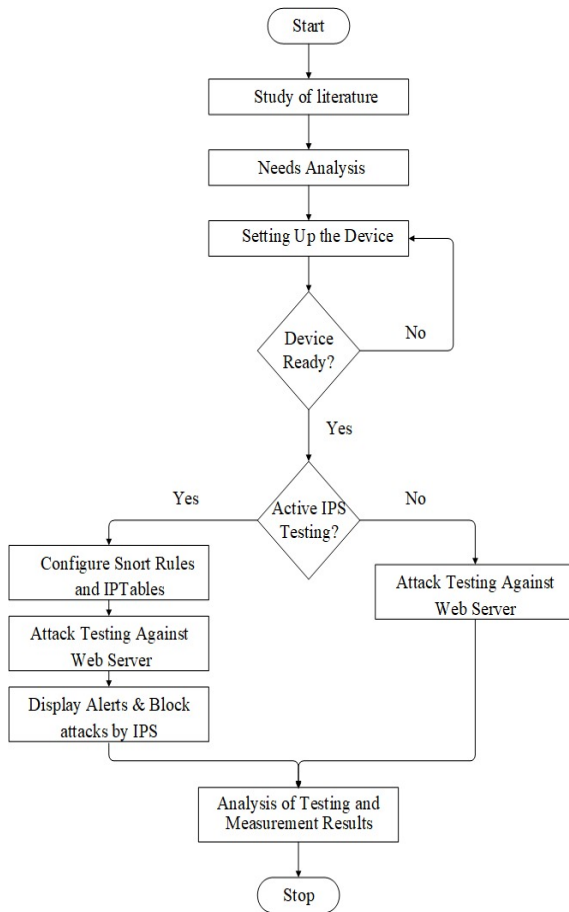 Start
Study of literature
Needs Analysis
Setting Up the Device
Device
Ready?
No
Yes
Active IPS
Testing?
Yes
No
Configure Snort Rules
and IPTables
Attack Testing Against
Web Server
Display Alerts & Block
attacks by IPS
Attack Testing Against
Web Server
Analysis of Testing and
Measurement Results
Stop